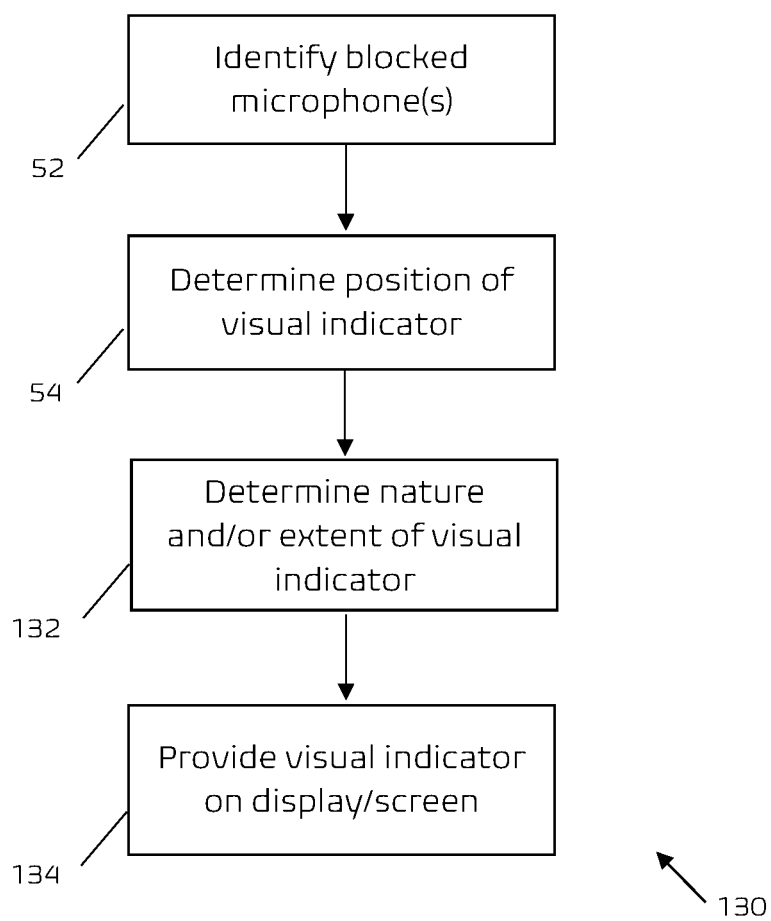 Identify blocked
microphone(s)
52
Determine position of
visual indicator
54
Determine nature
and/or extent of visual
indicator
132
Provide visual indicator
on display/screen
134
130